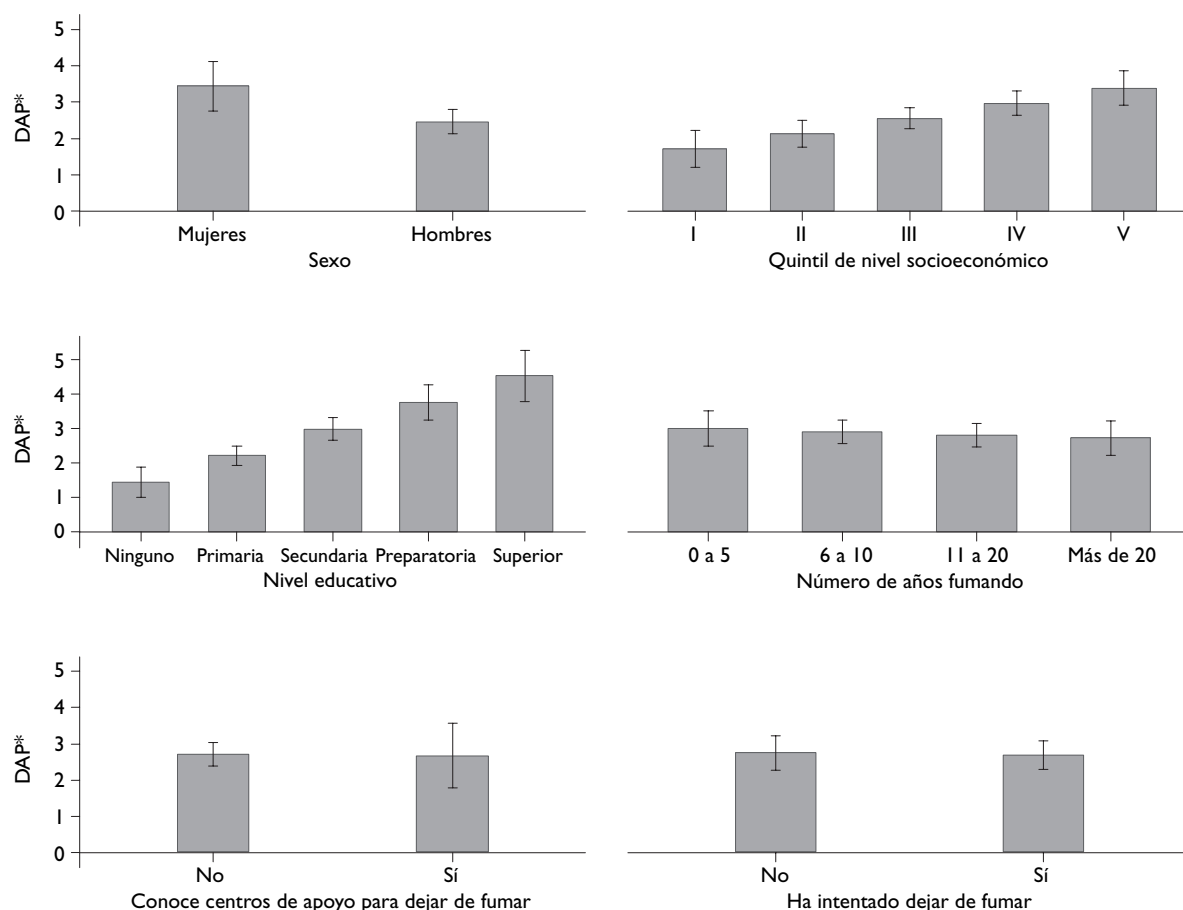 5
4
3
2
1
0
DAP*
Mujeres Hombres
Sexo
I II III IV V
Quintil de nivel socioeconómico
5
4
3
2
1
0
DAP*
Ninguno Primaria Secundaria Preparatoria Superior
Nivel educativo
0 a 5 6 a 10 11 a 20 Más de 20
Número de años fumando
5
4
3
2
1
0
DAP*
No Sí
Conoce centros de apoyo para dejar de fumar
No Sí
Ha intentado dejar de fumar